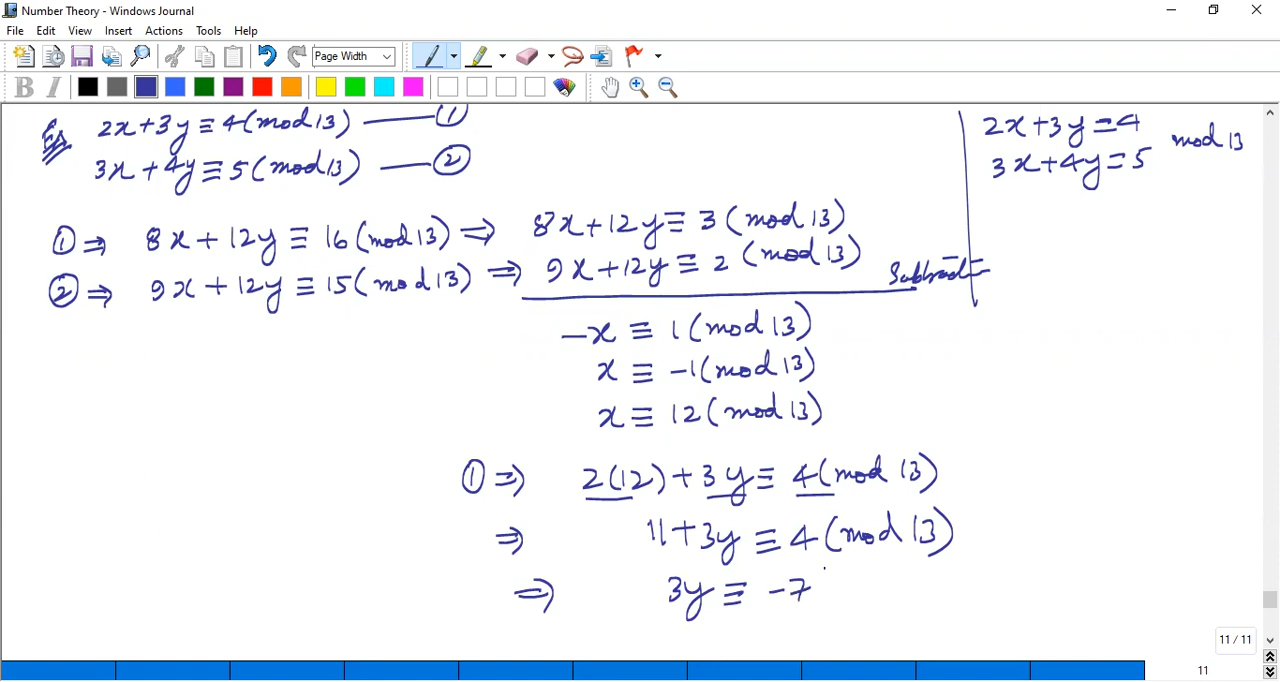 Number Theory - Windows Journal
File Edit View Insert Actions Tools Help
Page Width
B I
Ex 2x+3y≡4(mod 13) —— ①
3x+4y≡5(mod 13) —— ②
2x+3y=4
3x+4y=5 mod 13
①⇒ 8x+12y≡16(mod 13)⇒ 8x+12y≡3(mod 13)
②⇒ 9x+12y≡15(mod 13)⇒ 9x+12y≡2(mod 13)
Subtract
-x≡1(mod 13)
x≡-1(mod 13)
x≡12(mod 13)
①⇒ 2(12)+3y≡4(mod 13)
⇒ 11+3y≡4(mod 13)
⇒ 3y≡-7
11/11
11